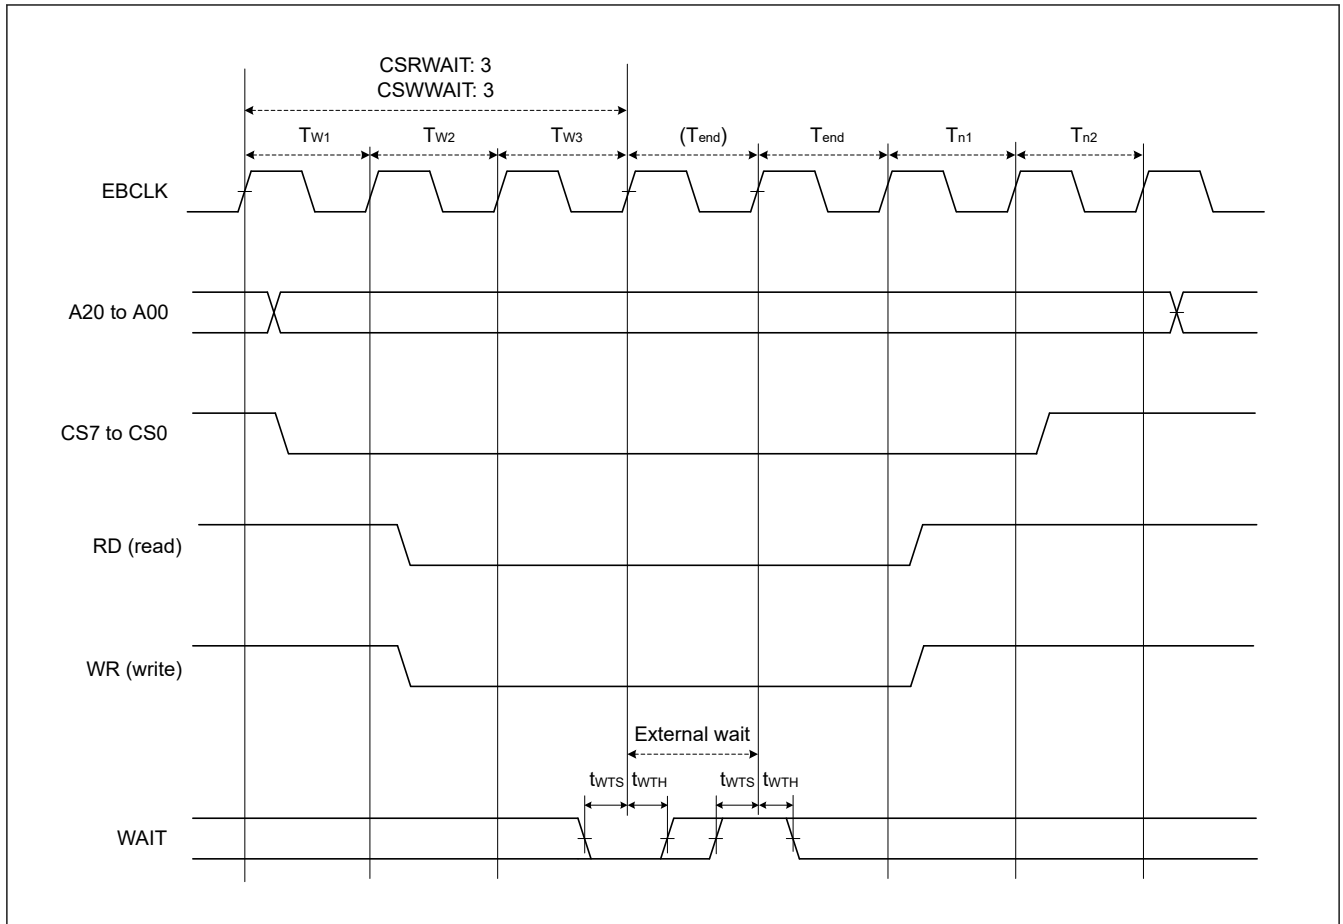 CSRWAIT: 3
CSWWAIT: 3
TW1 TW2 TW3 (Tend) Tend Tn1 Tn2
EBCLK
A20 to A00
CS7 to CS0
RD (read)
WR (write)
External wait
tWTS tWTH tWTS tWTH
WAIT